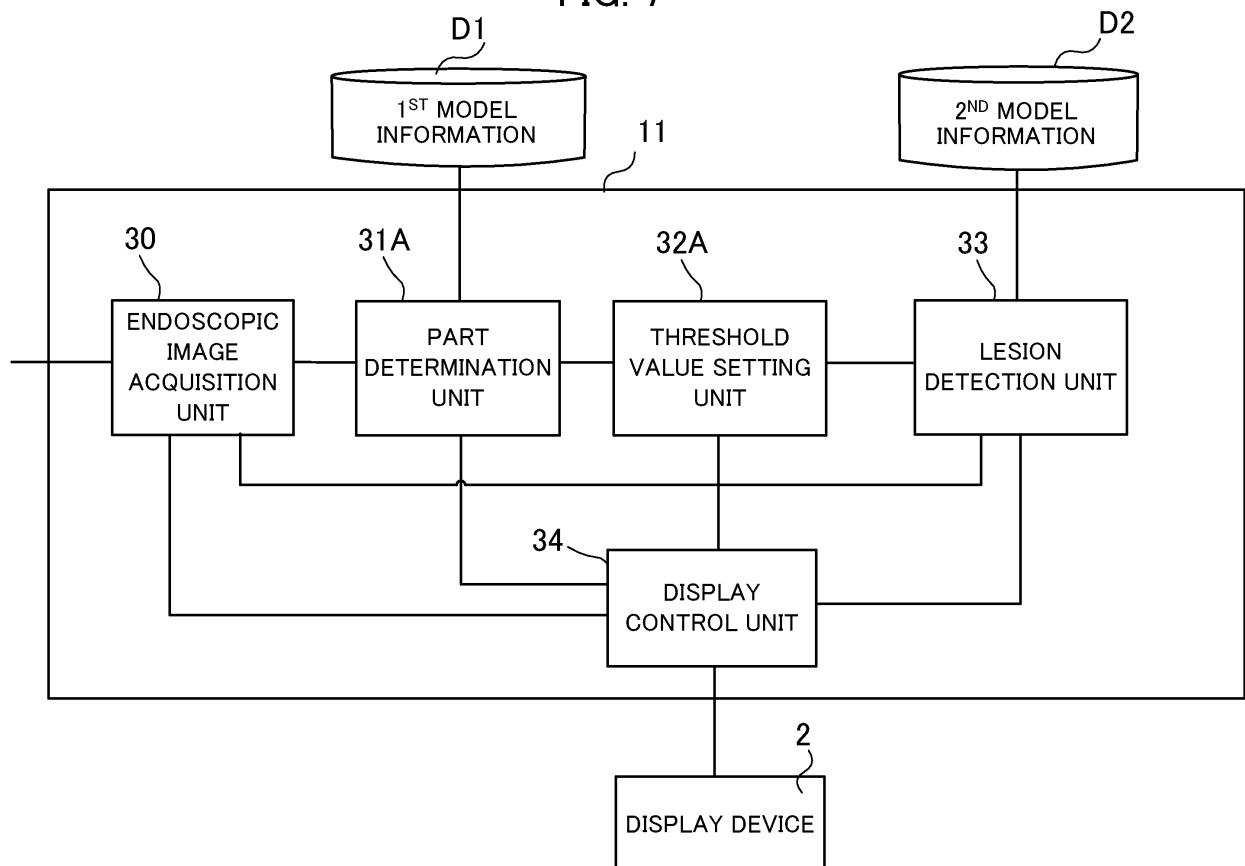 FIG. 7
D1
D2
1ST MODEL
INFORMATION
2ND MODEL
INFORMATION
11
30
31A
32A
33
ENDOSCOPIC
IMAGE
ACQUISITION
UNIT
PART
DETERMINATION
UNIT
THRESHOLD
VALUE SETTING
UNIT
LESION
DETECTION UNIT
34
DISPLAY
CONTROL UNIT
2
DISPLAY DEVICE